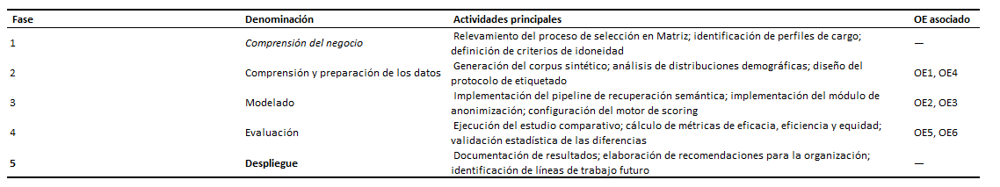 Fase Denominación Actividades principales OE asociado
1 Comprensión del negocio Relevamiento del proceso de selección en Matriz; identificación de perfiles de cargo; —
definición de criterios de idoneidad
2 Comprensión y preparación de los datos Generación del corpus sintético; análisis de distribuciones demográficas; diseño del OE1, OE4
protocolo de etiquetado
3 Modelado Implementación del pipeline de recuperación semántica; implementación del módulo de OE2, OE3
anonimización; configuración del motor de scoring
4 Evaluación Ejecución del estudio comparativo; cálculo de métricas de eficacia, eficiencia y equidad; OE5, OE6
validación estadística de las diferencias
5 Despliegue Documentación de resultados; elaboración de recomendaciones para la organización; —
identificación de líneas de trabajo futuro